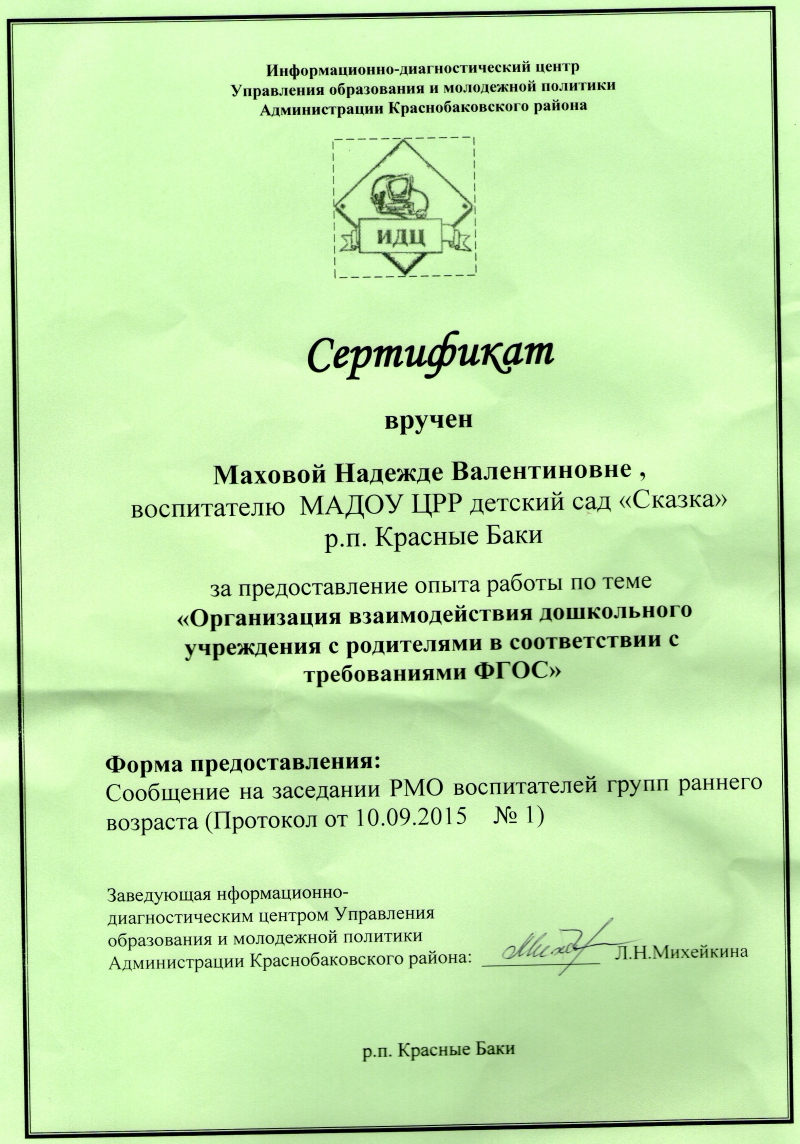 Информационно-диагностический центр
Управления образования и молодежной политики
Администрации Краснобаковского района
ИДЦ
Сертификат
вручен
Маховой Надежде Валентиновне ,
воспитателю МАДОУ ЦРР детский сад «Сказка»
р.п. Красные Баки
за предоставление опыта работы по теме
«Организация взаимодействия дошкольного
учреждения с родителями в соответствии с
требованиями ФГОС»
Форма предоставления:
Сообщение на заседании РМО воспитателей групп раннего
возраста (Протокол от 10.09.2015 № 1)
Заведующая нформационно-
диагностическим центром Управления
образования и молодежной политики
Администрации Краснобаковского района: Л.Н.Михейкина
р.п. Красные Баки